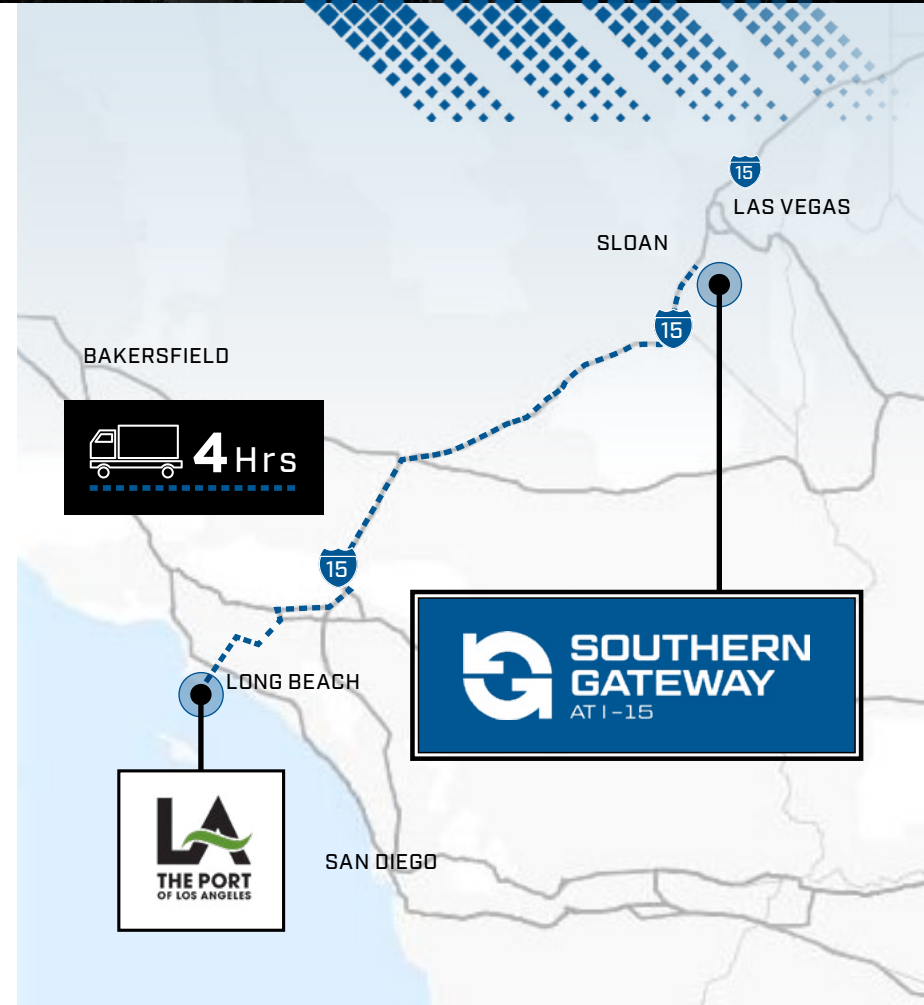 15
LAS VEGAS
SLOAN
15
BAKERSFIELD
4 Hrs
15
SOUTHERN
GATEWAY
AT I-15
LONG BEACH
LA
THE PORT
OF LOS ANGELES
SAN DIEGO